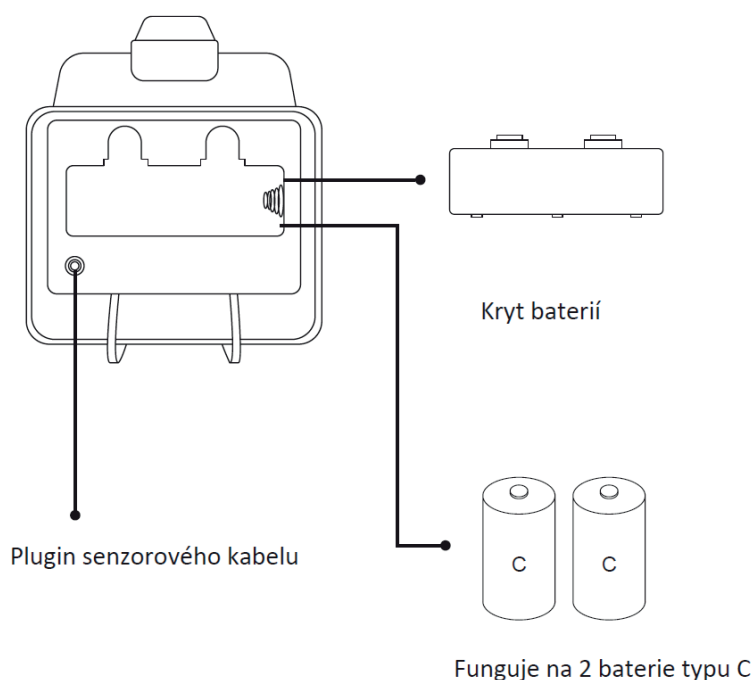 Kryt baterií
Plugin senzorového kabelu
C
C
Funguje na 2 baterie typu C